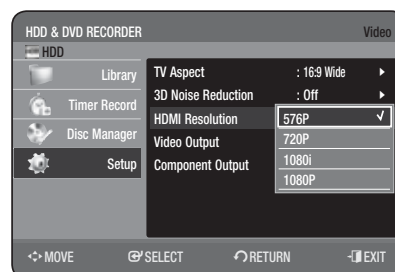 HDD & DVD RECORDER Video
HDD
Library
Timer Record
Disc Manager
Setup
TV Aspect : 16:9 Wide
3D Noise Reduction : Off
HDMI Resolution 576P
Video Output 720P
Component Output 1080i
1080P
MOVE SELECT RETURN EXIT